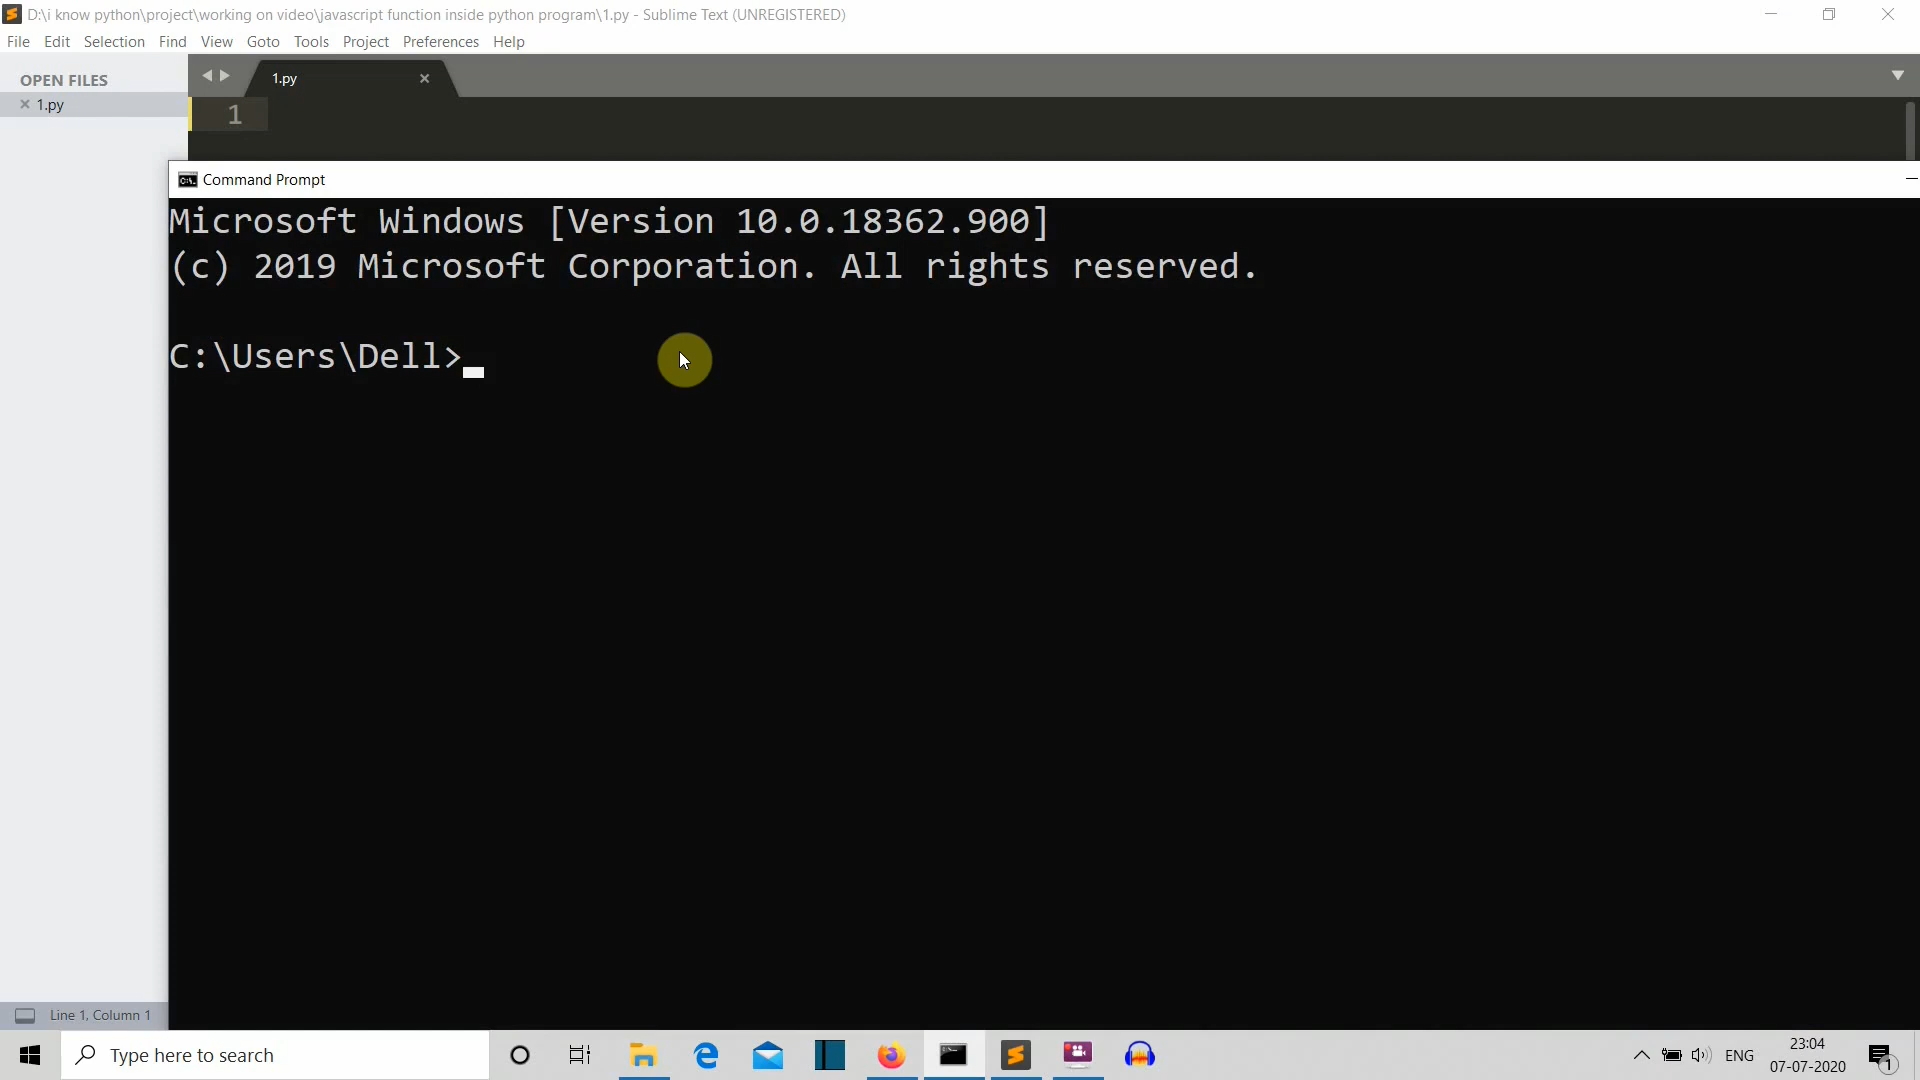 D:\i know python\project\working on video\javascript function inside python program\1.py - Sublime Text (UNREGISTERED)
File Edit Selection Find View Goto Tools Project Preferences Help
OPEN FILES
1.py
1.py
1
Command Prompt
Microsoft Windows [Version 10.0.18362.900]
(c) 2019 Microsoft Corporation. All rights reserved.
C:\Users\Dell>
Line 1, Column 1
Type here to search
ENG
23:04
07-07-2020
1